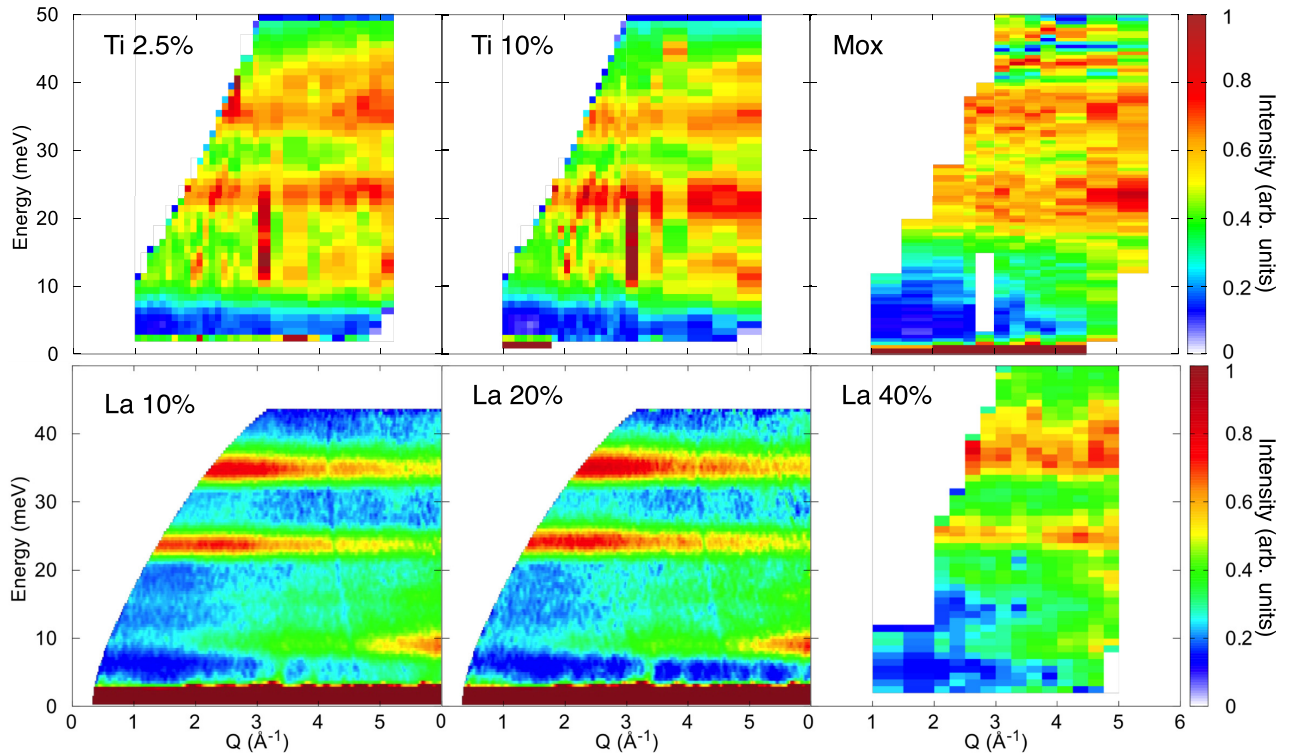 50
40
30
20
10
0
Energy (meV)
Ti 2.5%
Ti 10%
Mox
1
0.8
0.6
0.4
0.2
0
Intensity (arb. units)
40
30
20
10
0
Energy (meV)
La 10%
La 20%
La 40%
1
0.8
0.6
0.4
0.2
0
Intensity (arb. units)
0 1 2 3 4 5 0 1 2 3 4 5 0 1 2 3 4 5 6
Q (Å⁻¹)
Q (Å⁻¹)
Q (Å⁻¹)